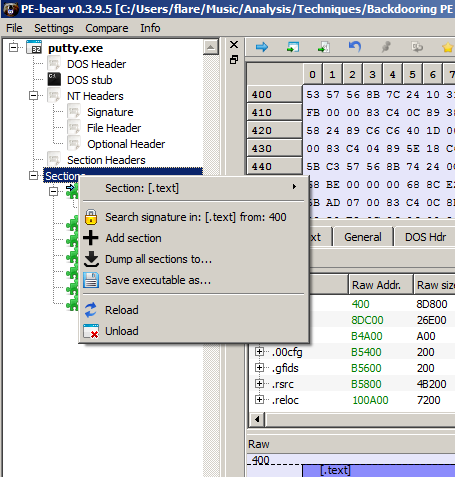 PE-bear v0.3.9.5 [C:/Users/flare/Music/Analysis/Techniques/Backdooring PE
File Settings Compare Info
putty.exe
DOS Header
DOS stub
NT Headers
Signature
File Header
Optional Header
Section Headers
Sections
Section: [.text]
Search signature in: [.text] from: 400
Add section
Dump all sections to...
Save executable as...
Reload
Unload
0 1 2 3 4 5 6 7
400 53 57 56 8B 7C 24 10 3
410 FB 00 00 83 C4 0C 89 38
420 58 24 89 C6 C6 40 1D 0
430 00 83 C4 04 89 5E 18 C
440 5B C3 57 56 8B 74 24
68 BE 00 00 00 68
5B AD 07 00 83 C4 0C
General DOS Hdr
Raw Addr. Raw size
400 8D800
8DC00 26E00
B4A00 A00
.00cfg B5400 200
.gfids B5600 200
.rsrc B5800 4B200
.reloc 100A00 7200
Raw
400
[.text]